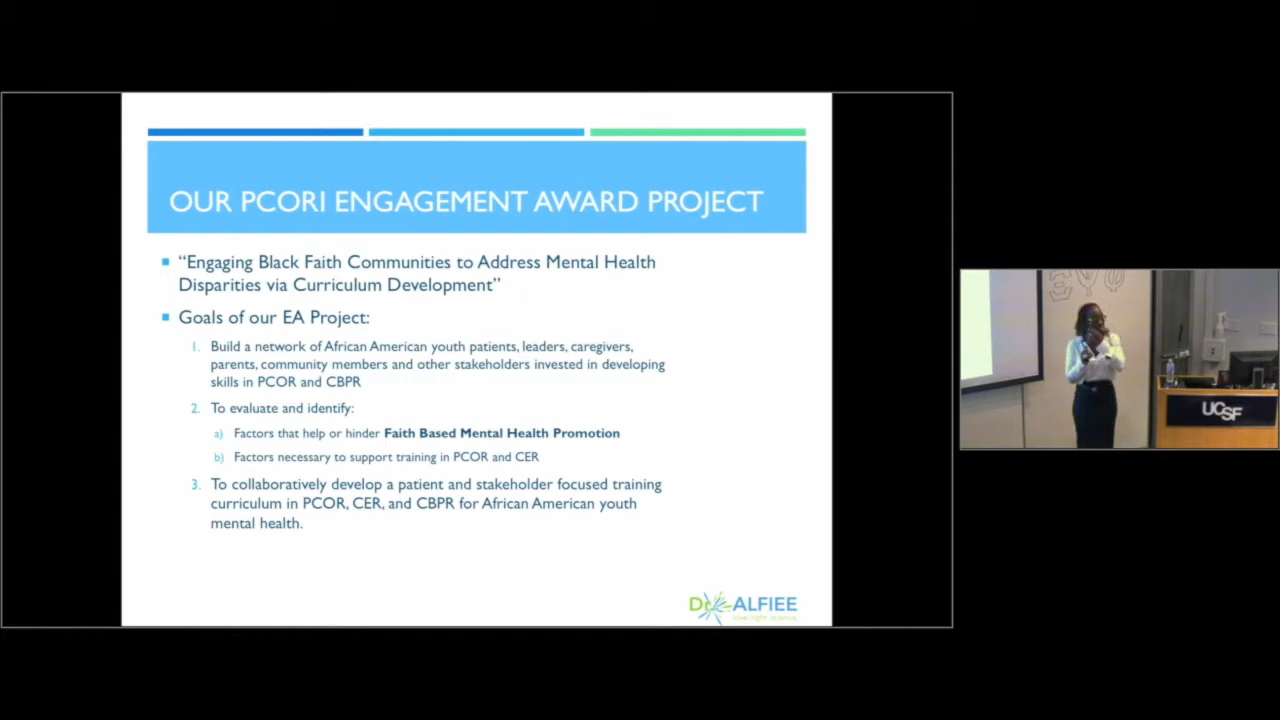 OUR PCORI ENGAGEMENT AWARD PROJECT
“Engaging Black Faith Communities to Address Mental Health
Disparities via Curriculum Development”
Goals of our EA Project:
1. Build a network of African American youth patients, leaders, caregivers,
parents, community members and other stakeholders invested in developing
skills in PCOR and CBPR
2. To evaluate and identify:
a) Factors that help or hinder Faith Based Mental Health Promotion
b) Factors necessary to support training in PCOR and CER
3. To collaboratively develop a patient and stakeholder focused training
curriculum in PCOR, CER, and CBPR for African American youth
mental health.
Dr ALFIEE
UCSF